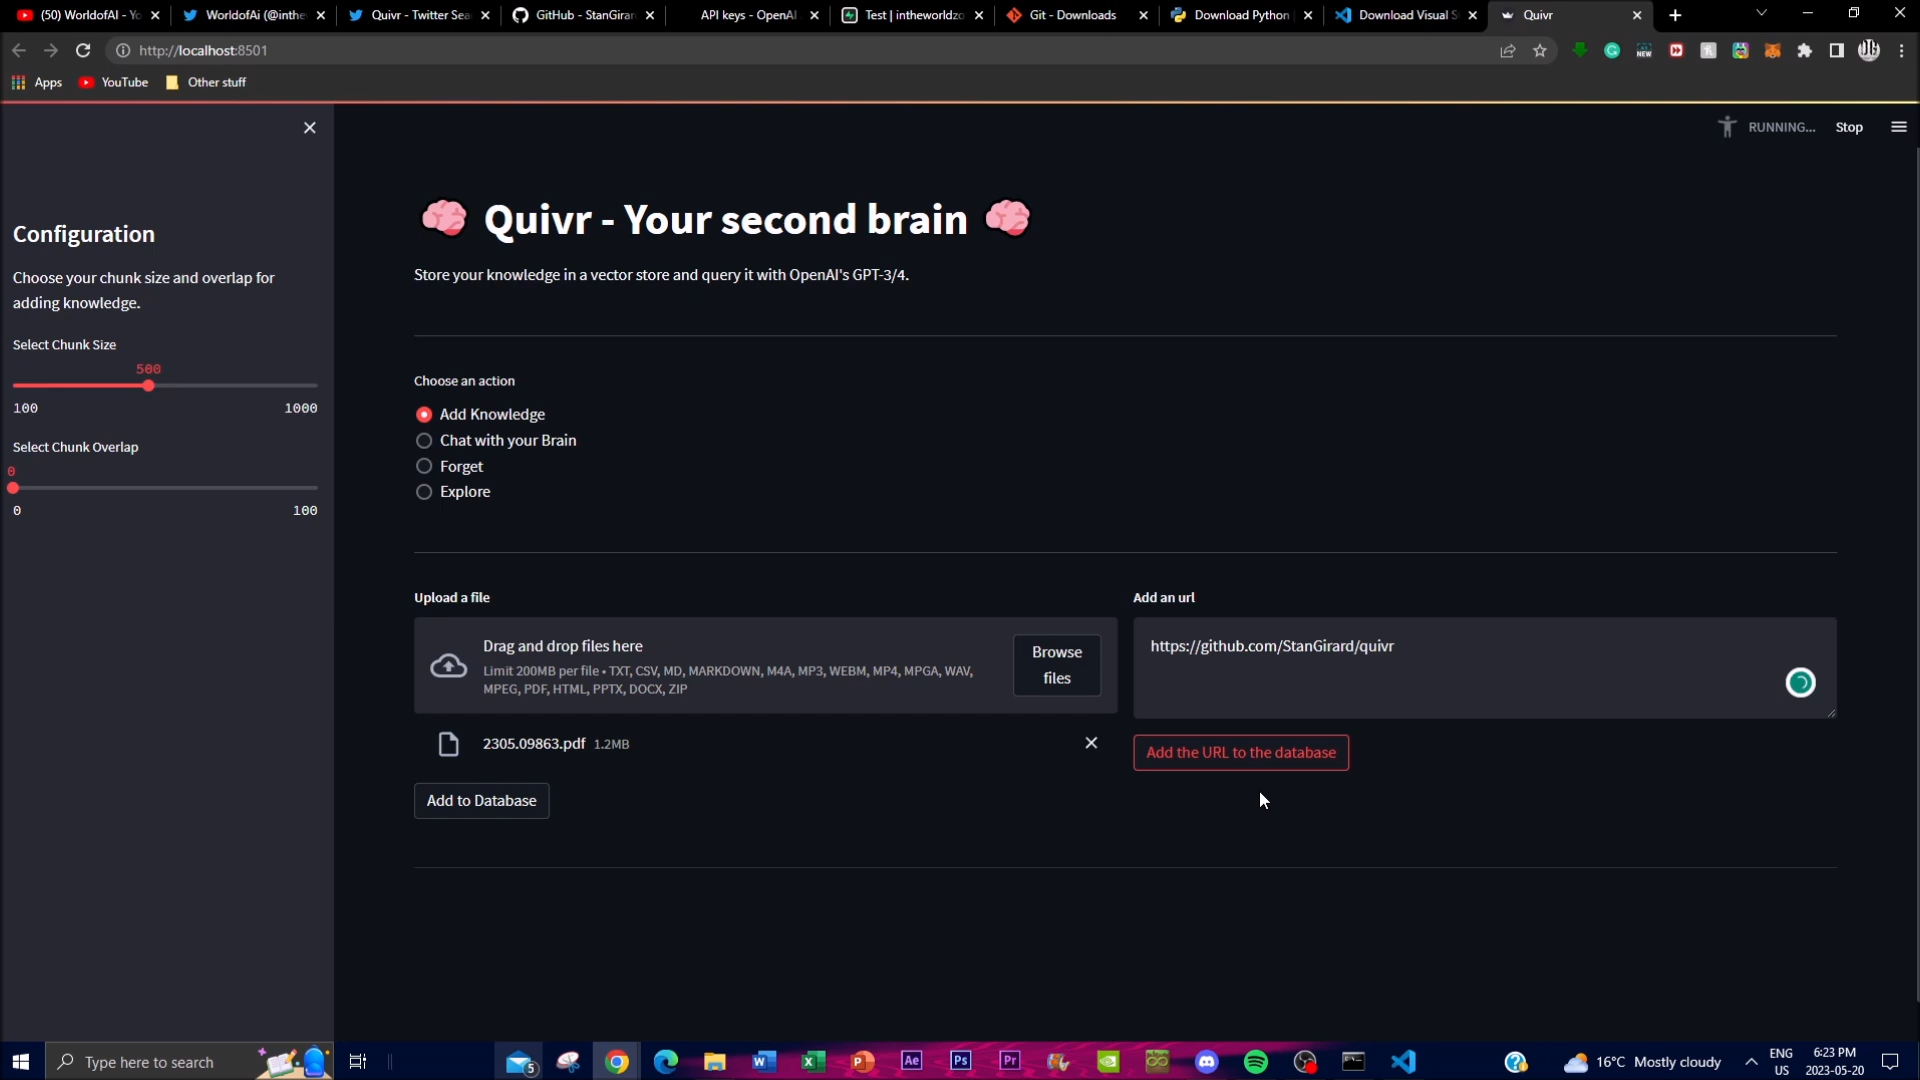 (50) WorldofAI - Yo
WorldofAi (@inthe
Quivr - Twitter Sea
GitHub - StanGirar
API keys - OpenAI
Test | intheworldzo
Git - Downloads
Download Python
Download Visual S
Quivr
http://localhost:8501
NEW
Apps
YouTube
Other stuff
RUNNING...
Stop
Configuration
Choose your chunk size and overlap for
adding knowledge.
Select Chunk Size
500
100
1000
Select Chunk Overlap
0
0
100
Quivr - Your second brain
Store your knowledge in a vector store and query it with OpenAI's GPT-3/4.
Choose an action
Add Knowledge
Chat with your Brain
Forget
Explore
Upload a file
Drag and drop files here
Limit 200MB per file • TXT, CSV, MD, MARKDOWN, M4A, MP3, WEBM, MP4, MPGA, WAV,
MPEG, PDF, HTML, PPTX, DOCX, ZIP
Browse
files
2305.09863.pdf 1.2MB
Add to Database
Add an url
https://github.com/StanGirard/quivr
Add the URL to the database
Type here to search
5
Ae
Ps
Pr
16°C Mostly cloudy
ENG
US
6:23 PM
2023-05-20